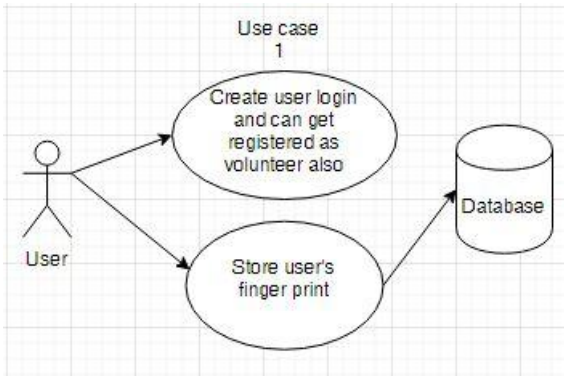 Use case
1
Create user login
and can get
registered as
volunteer also
User
Database
Store user's
finger print